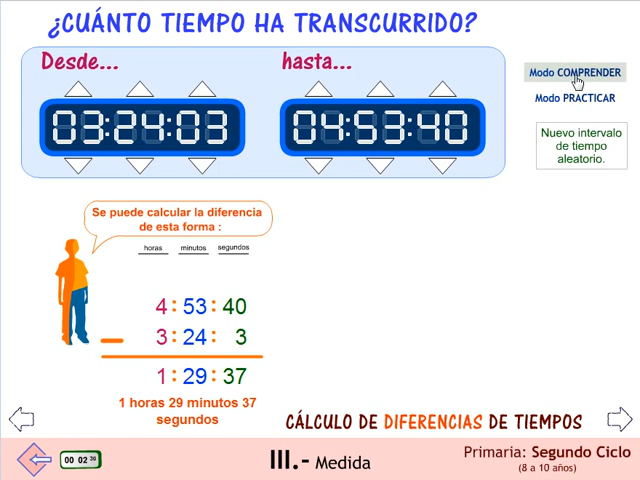 ¿CUÁNTO TIEMPO HA TRANSCURRIDO?
Desde...
hasta...
03:24:03
04:53:40
Modo COMPRENDER
Modo PRACTICAR
Nuevo intervalo
de tiempo
aleatorio.
Se puede calcular la diferencia
de esta forma :
horas minutos segundos
4 : 53 : 40
— 3 : 24 : 3
1 : 29 : 37
1 horas 29 minutos 37
segundos
CÁLCULO DE DIFERENCIAS DE TIEMPOS
00 02 30
III.- Medida
Primaria: Segundo Ciclo
(8 a 10 años)